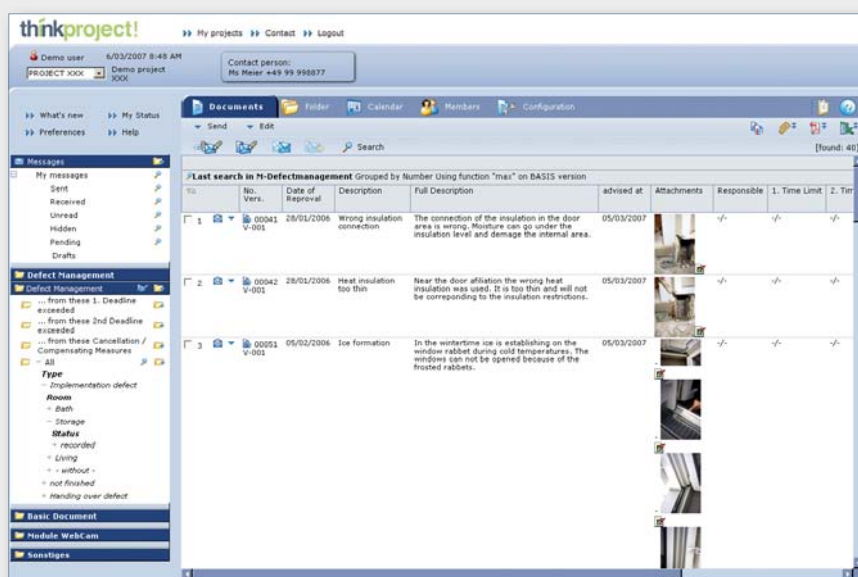 thinkproject!
My projects Contact Logout
Demo user 6/03/2007 8:48 AM
PROJECT XXX Demo project
XXX
Contact person:
Ms Meier +49 99 998877
What's new My Status
Preferences Help
Documents Folder Calendar Members Configuration
Send Edit
Search
[found: 40]
Messages
My messages
Sent
Received
Unread
Hidden
Pending
Drafts
Defect Management
Defect Management
... from these 1. Deadline
exceeded
... from these 2nd Deadline
exceeded
... from these Cancellation /
Compensating Measures
- All
Type
- Implementation defect
Room
+ Bath
- Storage
Status
+ recorded
+ Living
+ - without -
+ not finished
+ Handing over defect
Basic Document
Module WebCam
Sonstiges
Last search in M-Defectmanagement Grouped by Number Using function "max" on BASIS version
No.
Vers. Date of
Reproval Description Full Description advised at Attachments Responsible 1. Time Limit 2. Tim
1 00041
V-001 28/01/2006 Wrong insulation
connection The connection of the insulation in the door
area is wrong. Moisture can go under the
insulation level and demage the internal area. 05/03/2007 -/- -/- -/-
2 00042
V-001 28/01/2006 Heat insulation
too thin Near the door afiliation the wrong heat
insulation was used. It is too thin and will not
be correponding to the insulation restrictions. 05/03/2007 -/- -/- -/-
3 00051
V-001 05/02/2006 Ice formation In the wintertime ice is establishing on the
window rabbet during cold temperatures. The
windows can not be opened because of the
frosted rabbets. 05/03/2007 -/- -/- -/-